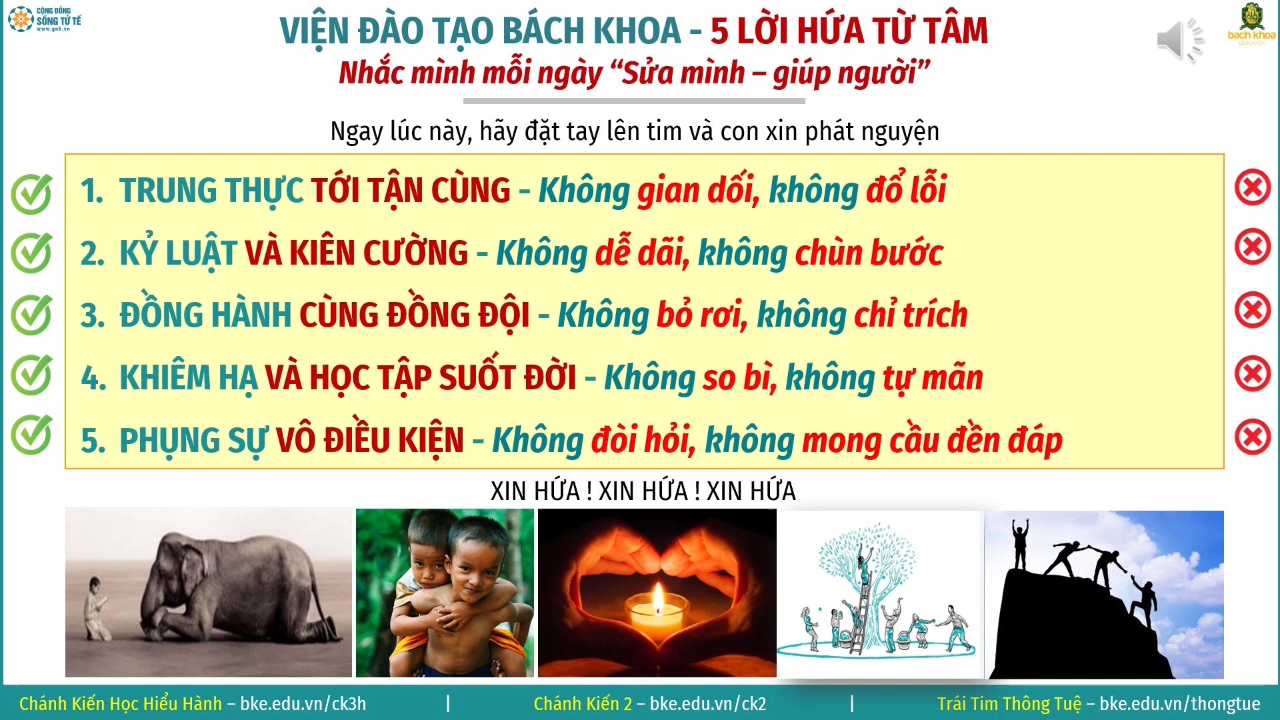 CỘNG ĐỒNG
SỐNG TỬ TẾ
www.gnh.vn
VIỆN ĐÀO TẠO BÁCH KHOA - 5 LỜI HỨA TỪ TÂM
bach khoa
Nhắc mình mỗi ngày “Sửa mình – giúp người”
Ngay lúc này, hãy đặt tay lên tim và con xin phát nguyện
1. TRUNG THỰC TỚI TẬN CÙNG - Không gian dối, không đổ lỗi
2. KỶ LUẬT VÀ KIÊN CƯỜNG - Không dễ dãi, không chùn bước
3. ĐỒNG HÀNH CÙNG ĐỒNG ĐỘI - Không bỏ rơi, không chỉ trích
4. KHIÊM HẠ VÀ HỌC TẬP SUỐT ĐỜI - Không so bì, không tự mãn
5. PHỤNG SỰ VÔ ĐIỀU KIỆN - Không đòi hỏi, không mong cầu đền đáp
XIN HỨA ! XIN HỨA ! XIN HỨA
Chánh Kiến Học Hiểu Hành – bke.edu.vn/ck3h | Chánh Kiến 2 – bke.edu.vn/ck2 | Trái Tim Thông Tuệ – bke.edu.vn/thongtue